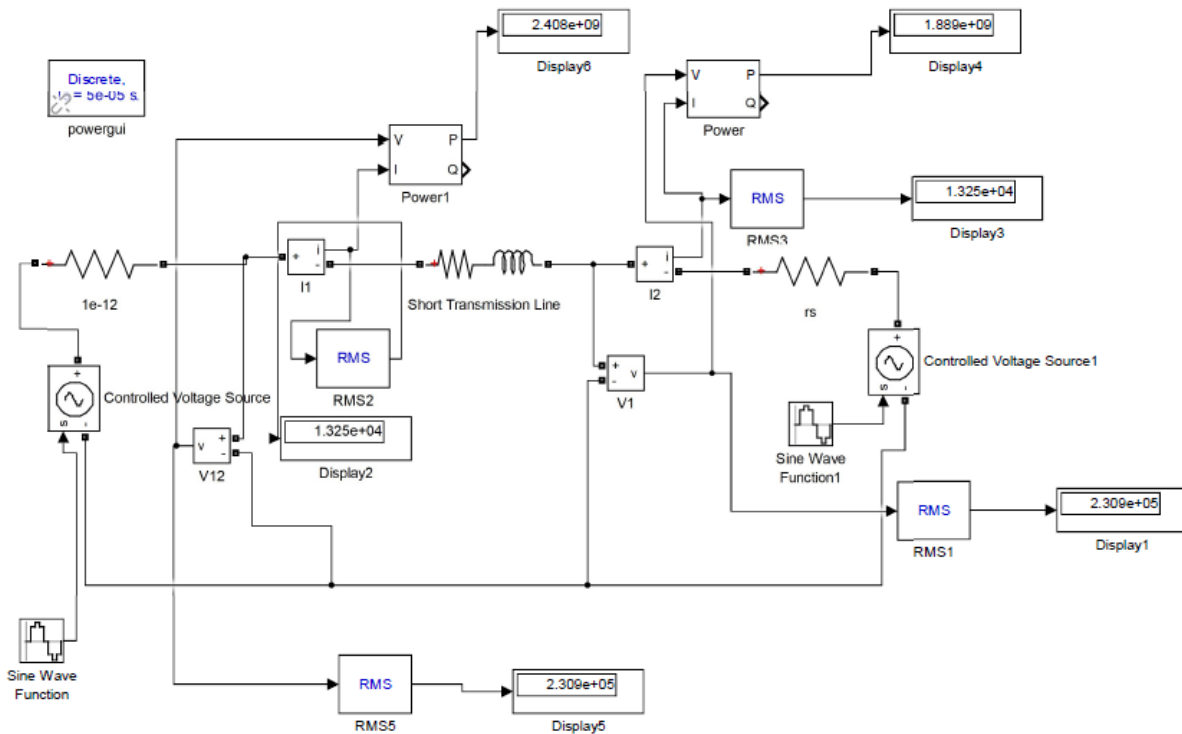 2.408e+09
Display6
1.889e+09
Display4
Discrete,
= 5e-05 s.
powergui
V
I
P
Q
Power1
V
I
P
Q
Power
RMS
RMS3
1.325e+04
Display3
1e-12
+
-
i
I1
Short Transmission Line
+
-
i
I2
rs
RMS
RMS2
1.325e+04
Display2
+
s
-
Controlled Voltage Source
+
-
v
V12
+
-
v
V1
+
s
-
Controlled Voltage Source1
Sine Wave
Function1
RMS
RMS1
2.309e+05
Display1
Sine Wave
Function
RMS
RMS5
2.309e+05
Display5